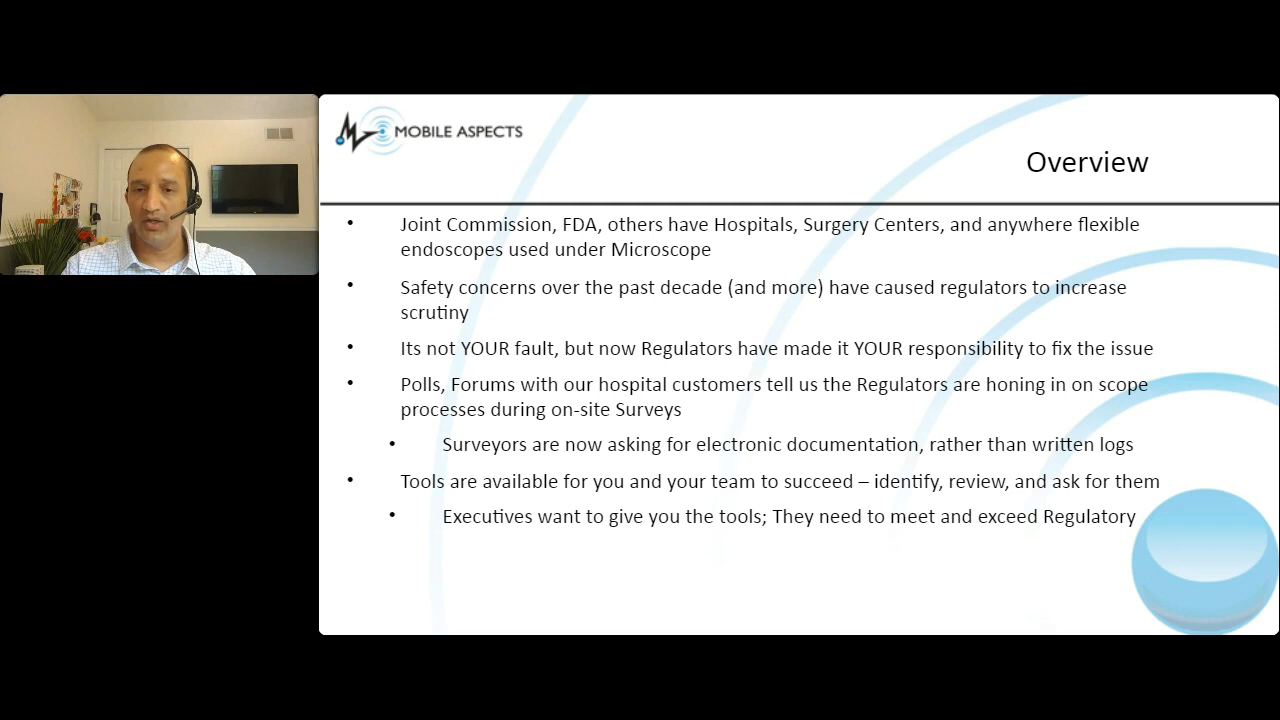 MOBILE ASPECTS
Overview
• Joint Commission, FDA, others have Hospitals, Surgery Centers, and anywhere flexible
endoscopes used under Microscope
• Safety concerns over the past decade (and more) have caused regulators to increase
scrutiny
• Its not YOUR fault, but now Regulators have made it YOUR responsibility to fix the issue
• Polls, Forums with our hospital customers tell us the Regulators are honing in on scope
processes during on-site Surveys
• Surveyors are now asking for electronic documentation, rather than written logs
• Tools are available for you and your team to succeed – identify, review, and ask for them
• Executives want to give you the tools; They need to meet and exceed Regulatory